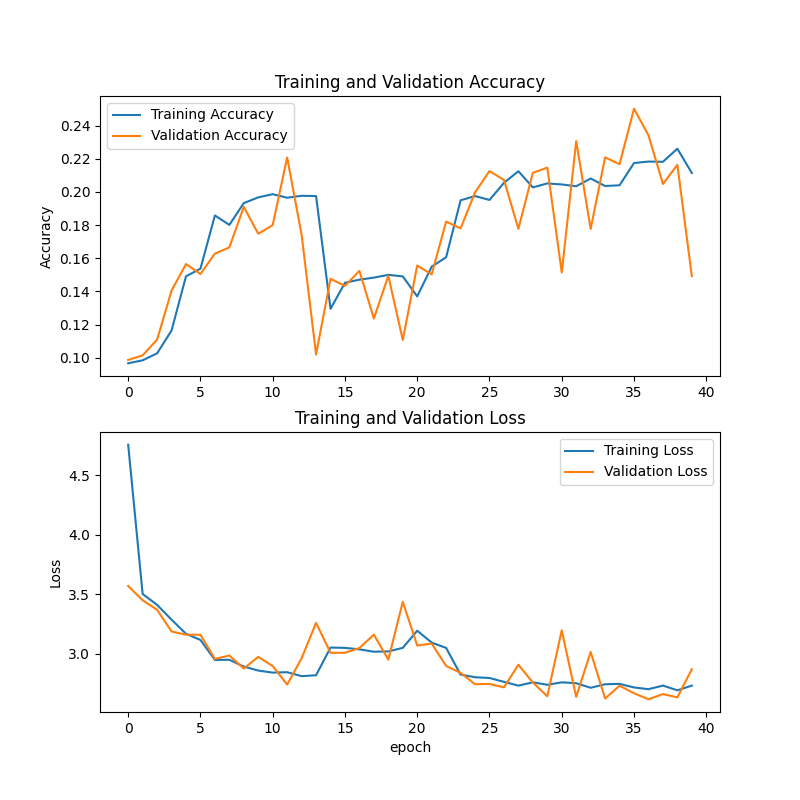 Training and Validation Accuracy
Training Accuracy
Validation Accuracy
Accuracy
0.24
0.22
0.20
0.18
0.16
0.14
0.12
0.10
0 5 10 15 20 25 30 35 40
Training and Validation Loss
Training Loss
Validation Loss
Loss
4.5
4.0
3.5
3.0
0 5 10 15 20 25 30 35 40
epoch